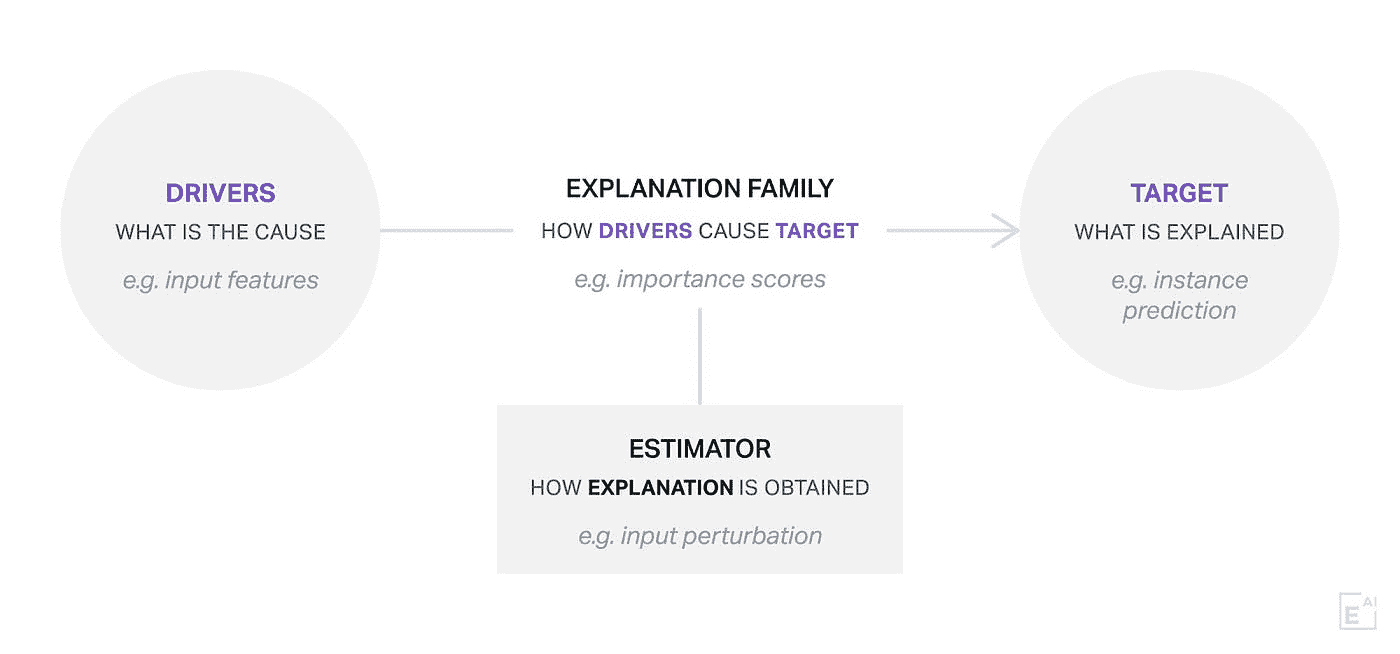 DRIVERS
WHAT IS THE CAUSE
e.g. input features
EXPLANATION FAMILY
HOW DRIVERS CAUSE TARGET
e.g. importance scores
TARGET
WHAT IS EXPLAINED
e.g. instance
prediction
ESTIMATOR
HOW EXPLANATION IS OBTAINED
e.g. input perturbation
E AI